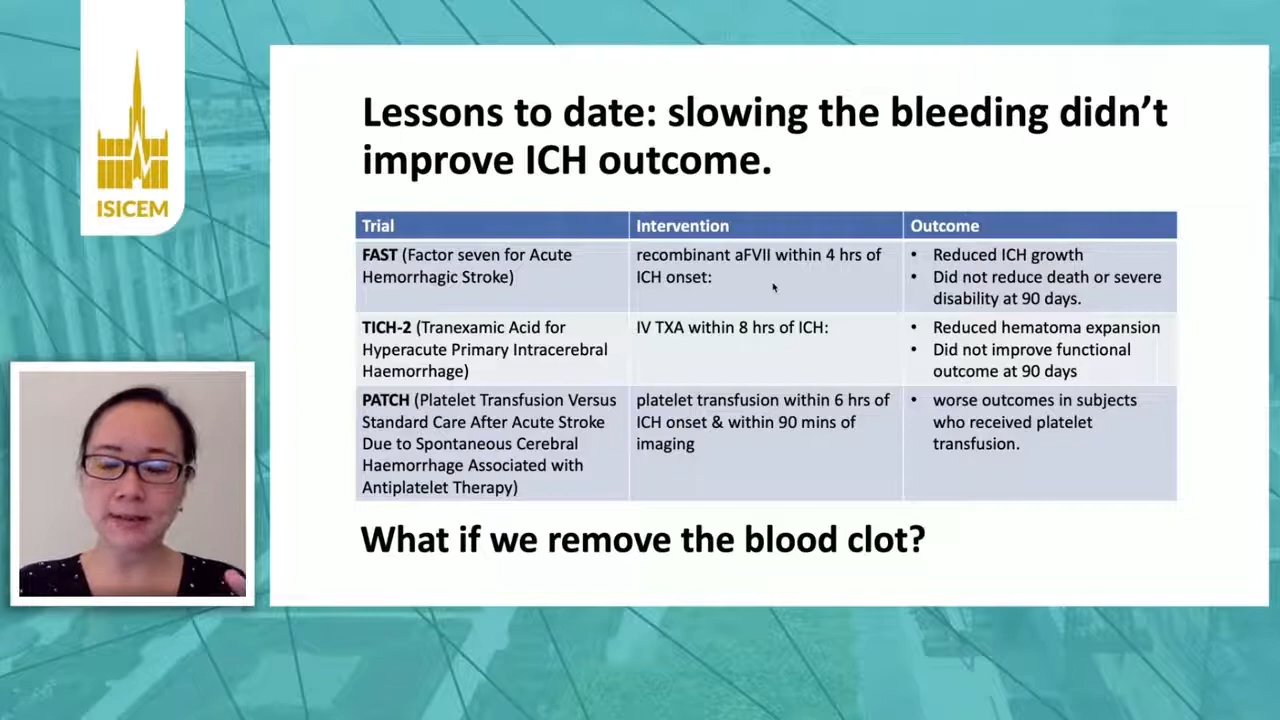 ISICEM
Lessons to date: slowing the bleeding didn't
improve ICH outcome.
Trial
Intervention
Outcome
FAST (Factor seven for Acute
Hemorrhagic Stroke)
recombinant aFVII within 4 hrs of
ICH onset:
• Reduced ICH growth
• Did not reduce death or severe
disability at 90 days.
TICH-2 (Tranexamic Acid for
Hyperacute Primary Intracerebral
Haemorrhage)
IV TXA within 8 hrs of ICH:
• Reduced hematoma expansion
• Did not improve functional
outcome at 90 days
PATCH (Platelet Transfusion Versus
Standard Care After Acute Stroke
Due to Spontaneous Cerebral
Haemorrhage Associated with
Antiplatelet Therapy)
platelet transfusion within 6 hrs of
ICH onset & within 90 mins of
imaging
• worse outcomes in subjects
who received platelet
transfusion.
What if we remove the blood clot?